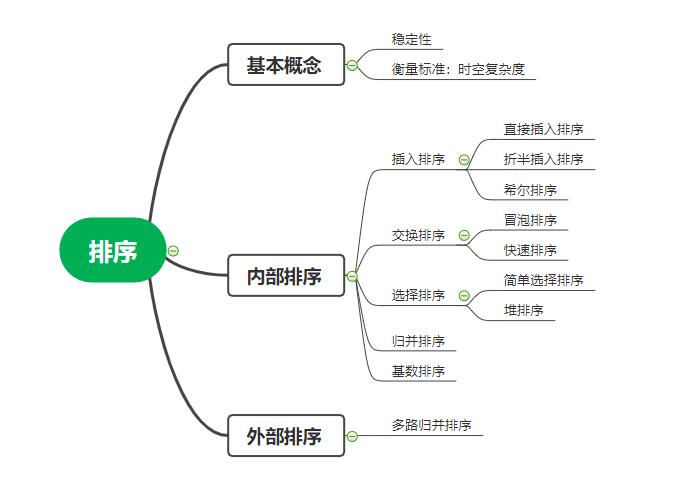 排序
基本概念
稳定性
衡量标准：时空复杂度
内部排序
插入排序
直接插入排序
折半插入排序
希尔排序
交换排序
冒泡排序
快速排序
选择排序
简单选择排序
堆排序
归并排序
基数排序
外部排序
多路归并排序